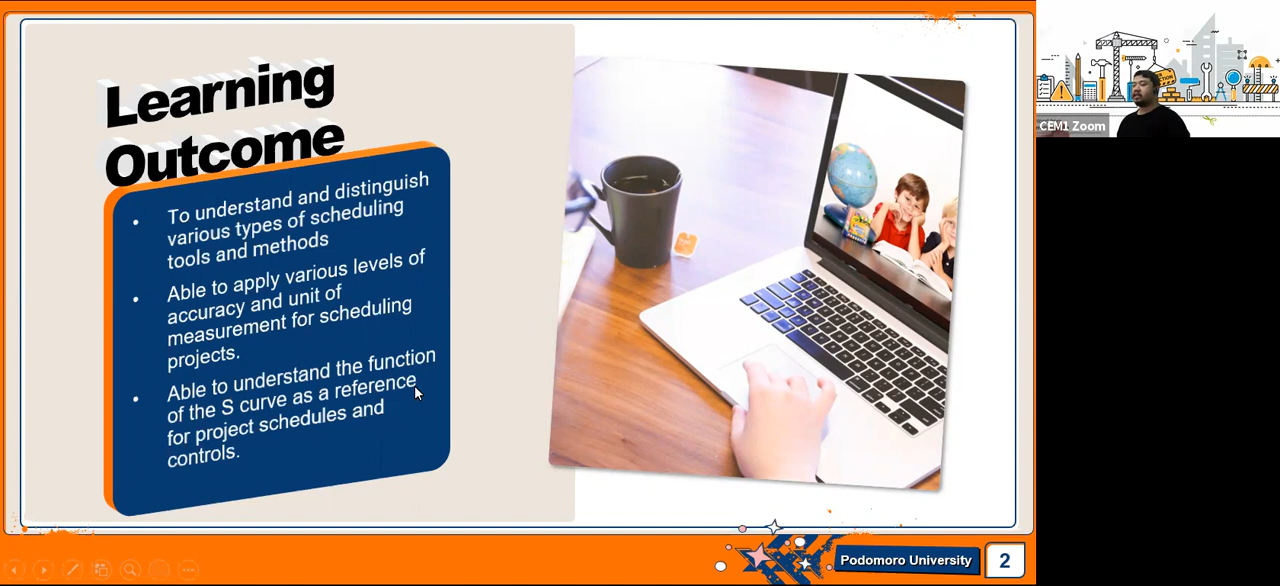 Learning
Outcome
• To understand and distinguish
various types of scheduling
tools and methods
• Able to apply various levels of
accuracy and unit of
measurement for scheduling
projects.
• Able to understand the function
of the S curve as a reference
for project schedules and
controls.
Podomoro University
2
CEM1 Zoom